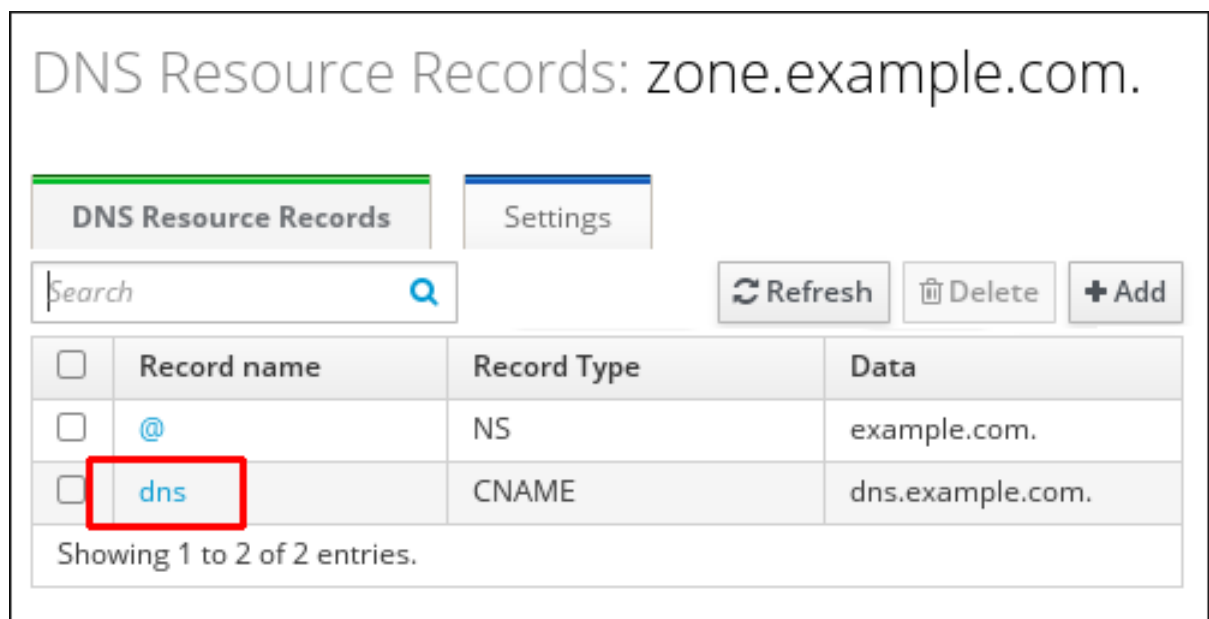 DNS Resource Records: zone.example.com.
DNS Resource Records Settings
Search Refresh Delete + Add
Record name Record Type Data
@ NS example.com.
dns CNAME dns.example.com.
Showing 1 to 2 of 2 entries.